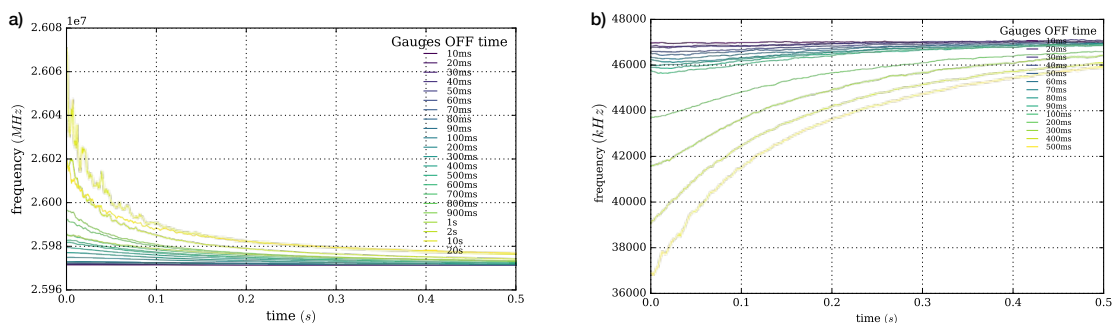 a)
1e7
2.608
2.606
2.604
2.602
2.600
2.598
2.596
frequency (MHz)
0.0 0.1 0.2 0.3 0.4 0.5
time (s)
Gauges OFF time
10ms
20ms
30ms
40ms
50ms
60ms
70ms
80ms
90ms
100ms
200ms
300ms
400ms
500ms
600ms
700ms
800ms
900ms
1s
2s
10s
20s
b)
48000
46000
44000
42000
40000
38000
36000
frequency (kHz)
0.0 0.1 0.2 0.3 0.4 0.5
time (s)
Gauges OFF time
10ms
20ms
30ms
40ms
50ms
60ms
70ms
80ms
90ms
100ms
200ms
300ms
400ms
500ms